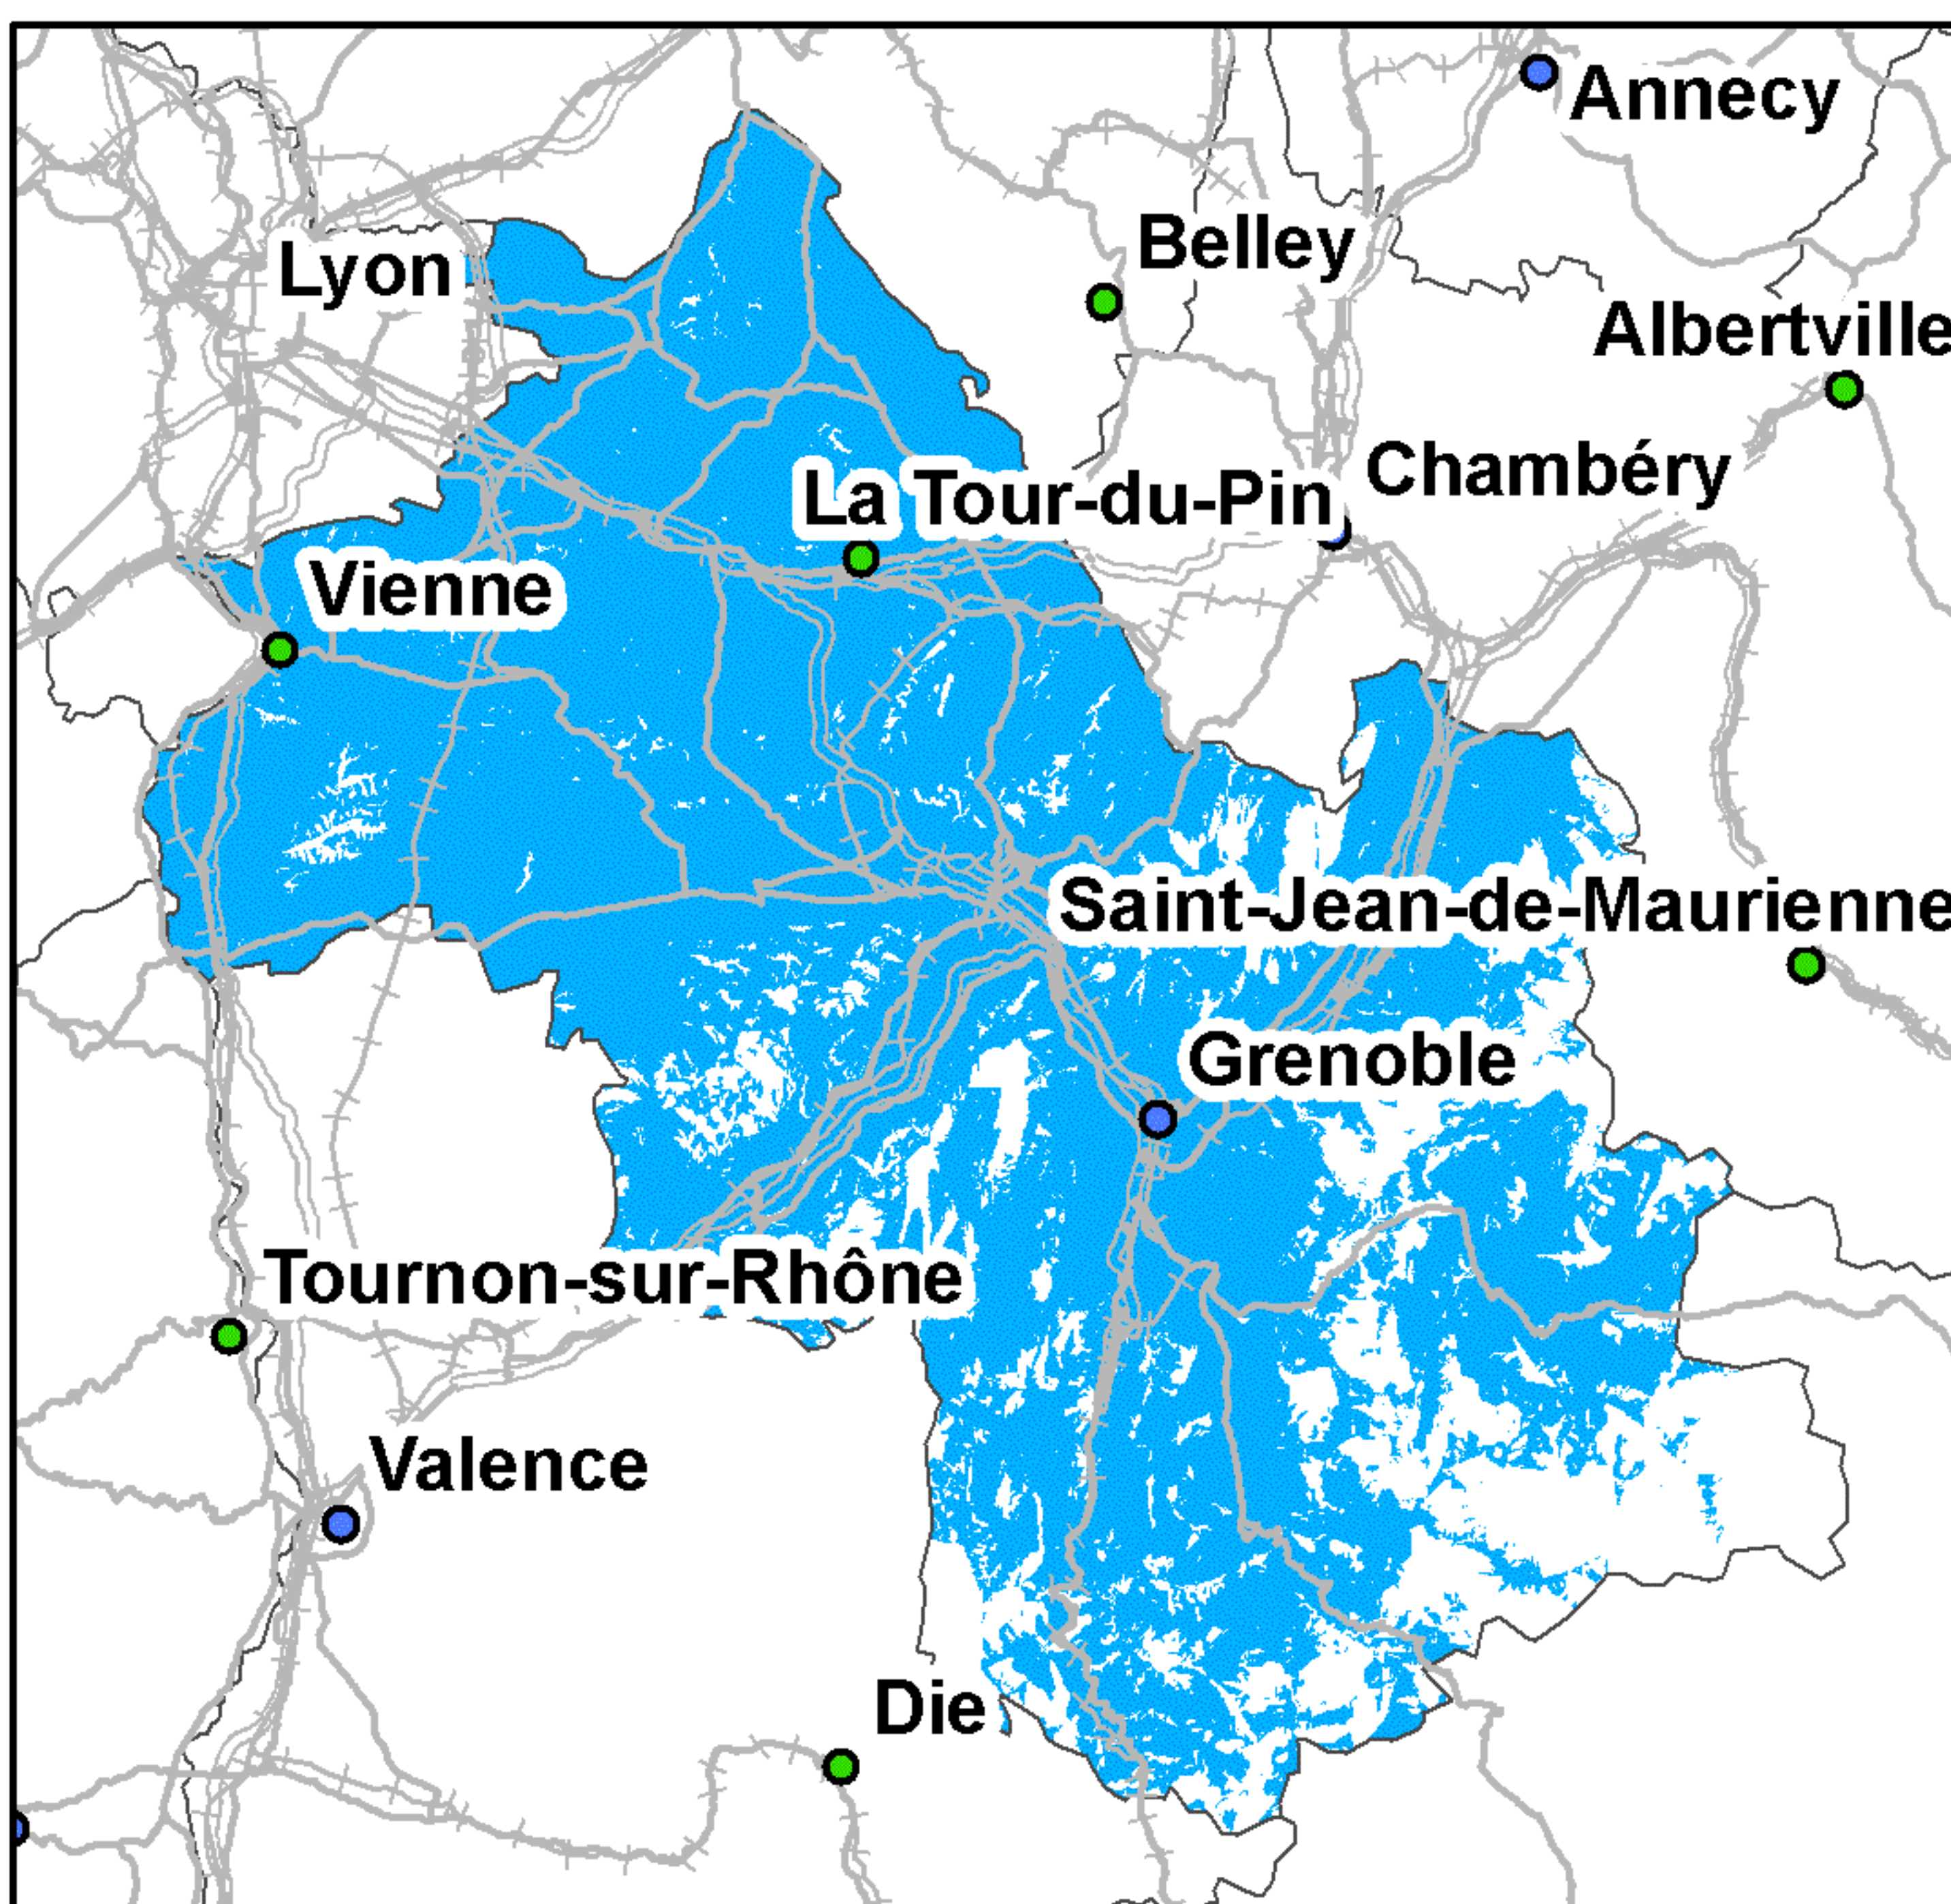 Annecy
Belley
Lyon
Albertville
Chambéry
La Tour-du-Pin
Vienne
Saint-Jean-de-Maurienne
Grenoble
Tournon-sur-Rhône
Valence
Die